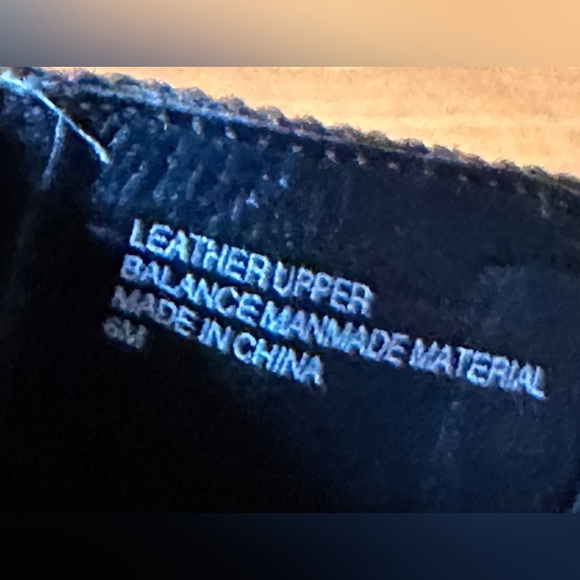 LEATHER UPPER
BALANCE MANMADE MATERIAL
MADE IN CHINA
6M